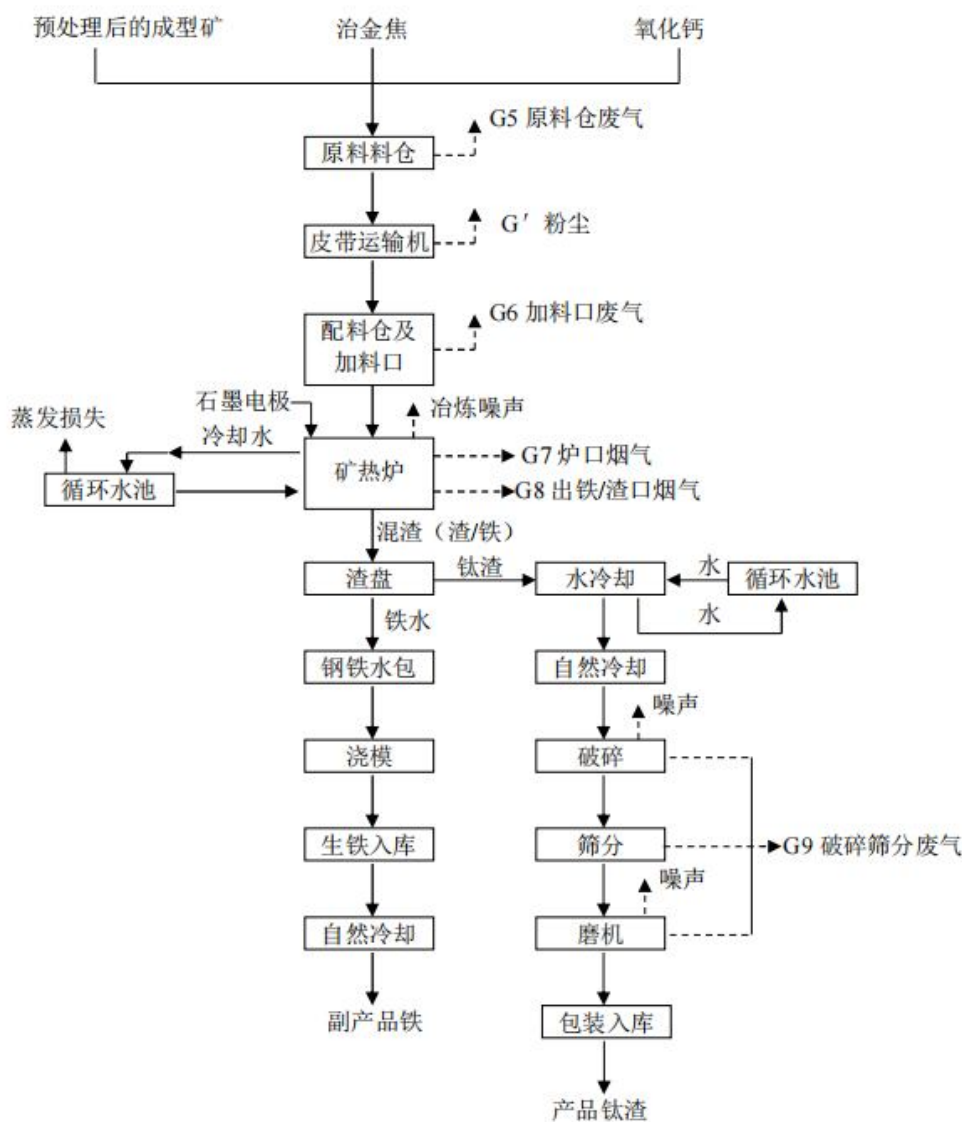 预处理后的成型矿
冶金焦
氧化钙
G5 原料仓废气
原料料仓
G′ 粉尘
皮带运输机
G6 加料口废气
配料仓及
加料口
石墨电极
冶炼噪声
蒸发损失
冷却水
矿热炉
G7 炉口烟气
循环水池
G8 出铁/渣口烟气
混渣（渣/铁）
渣盘
钛渣
水冷却
水
循环水池
水
铁水
钢铁水包
自然冷却
噪声
浇模
破碎
生铁入库
筛分
G9 破碎筛分废气
噪声
自然冷却
磨机
副产品铁
包装入库
产品钛渣